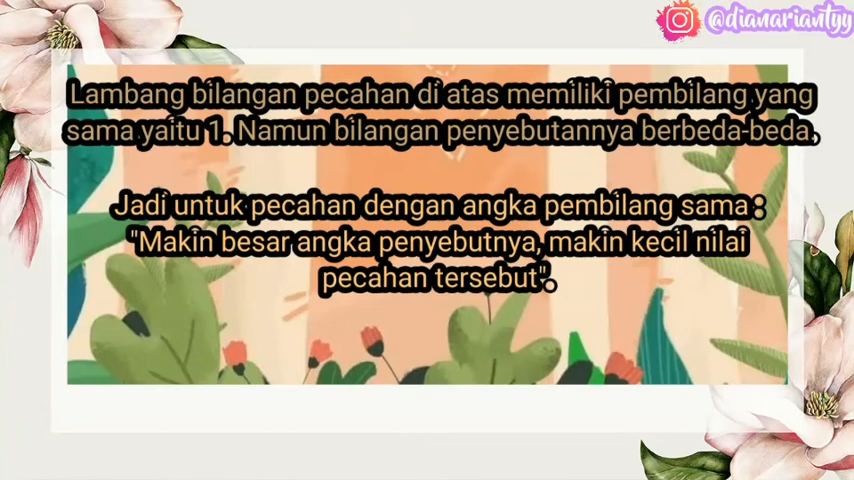 @dianariantyy
Lambang bilangan pecahan di atas memiliki pembilang yang
sama yaitu 1. Namun bilangan penyebutannya berbeda-beda.
Jadi untuk pecahan dengan angka pembilang sama :
"Makin besar angka penyebutnya, makin kecil nilai
pecahan tersebut".